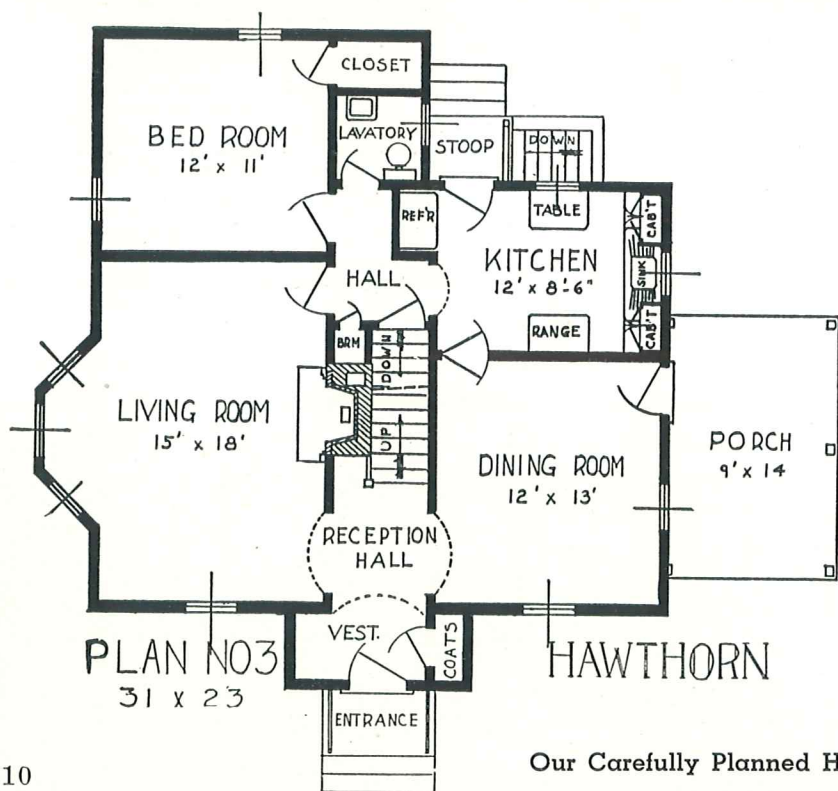 CLOSET
BED ROOM
12' x 11'
LAVATORY
STOOP
DOWN
REF'R
TABLE
CAB'T
KITCHEN
12' x 8'-6"
SINK
HALL
BRM
DOWN
RANGE
CAB'T
LIVING ROOM
15' x 18'
UP
DINING ROOM
12' x 13'
PORCH
9' x 14
RECEPTION
HALL
VEST.
COATS
PLAN NO3
31 x 23
HAWTHORN
ENTRANCE
10
Our Carefully Planned H